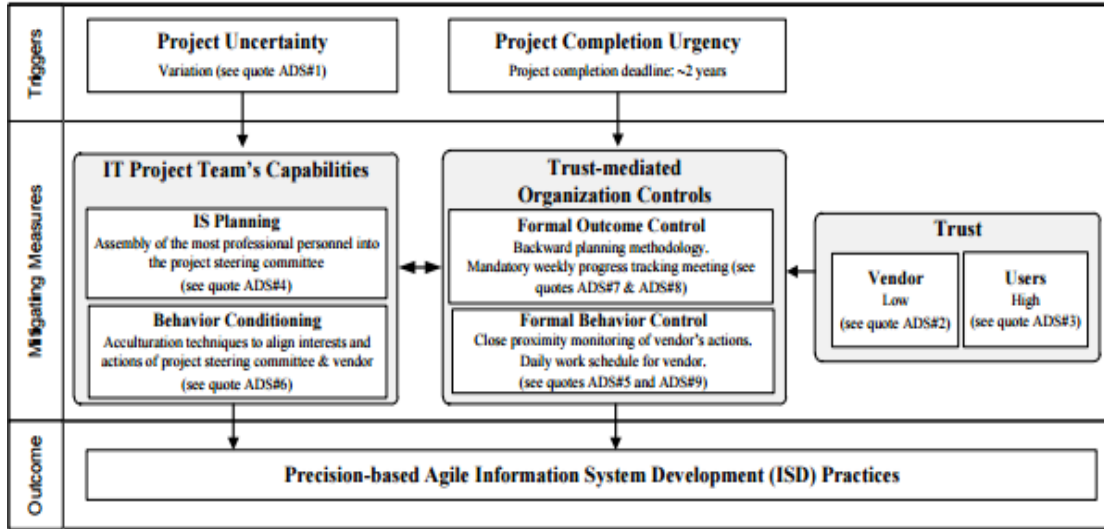 Triggers
Project Uncertainty
Variation (see quote ADS#1)
Project Completion Urgency
Project completion deadline: ~2 years
Mitigating Measures
IT Project Team's Capabilities
IS Planning
Assembly of the most professional personnel into
the project steering committee
(see quote ADS#4)
Behavior Conditioning
Acculturation techniques to align interests and
actions of project steering committee & vendor
(see quote ADS#6)
Trust-mediated
Organization Controls
Formal Outcome Control
Backward planning methodology.
Mandatory weekly progress tracking meeting (see
quotes ADS#7 & ADS#8)
Formal Behavior Control
Close proximity monitoring of vendor's actions.
Daily work schedule for vendor.
(see quotes ADS#5 and ADS#9)
Trust
Vendor
Low
(see quote ADS#2)
Users
High
(see quote ADS#3)
Outcome
Precision-based Agile Information System Development (ISD) Practices